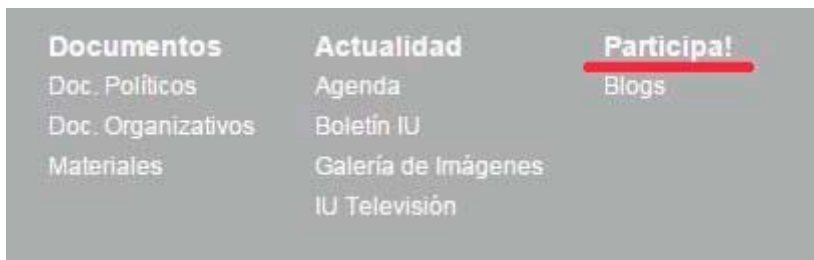 Documentos
Doc. Políticos
Doc. Organizativos
Materiales
Actualidad
Agenda
Boletín IU
Galería de Imágenes
IU Televisión
Participa!
Blogs